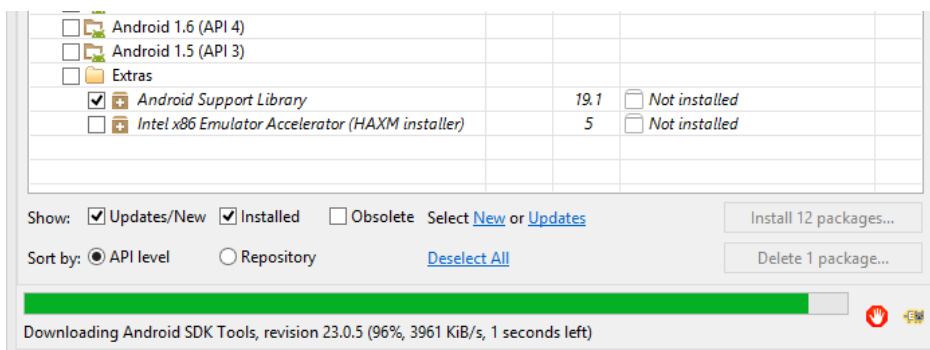 Android 1.6 (API 4)
Android 1.5 (API 3)
Extras
Android Support Library 19.1 Not installed
Intel x86 Emulator Accelerator (HAXM installer) 5 Not installed
Show: Updates/New Installed Obsolete Select New or Updates Install 12 packages...
Sort by: API level Repository Deselect All Delete 1 package...
Downloading Android SDK Tools, revision 23.0.5 (96%, 3961 KiB/s, 1 seconds left)